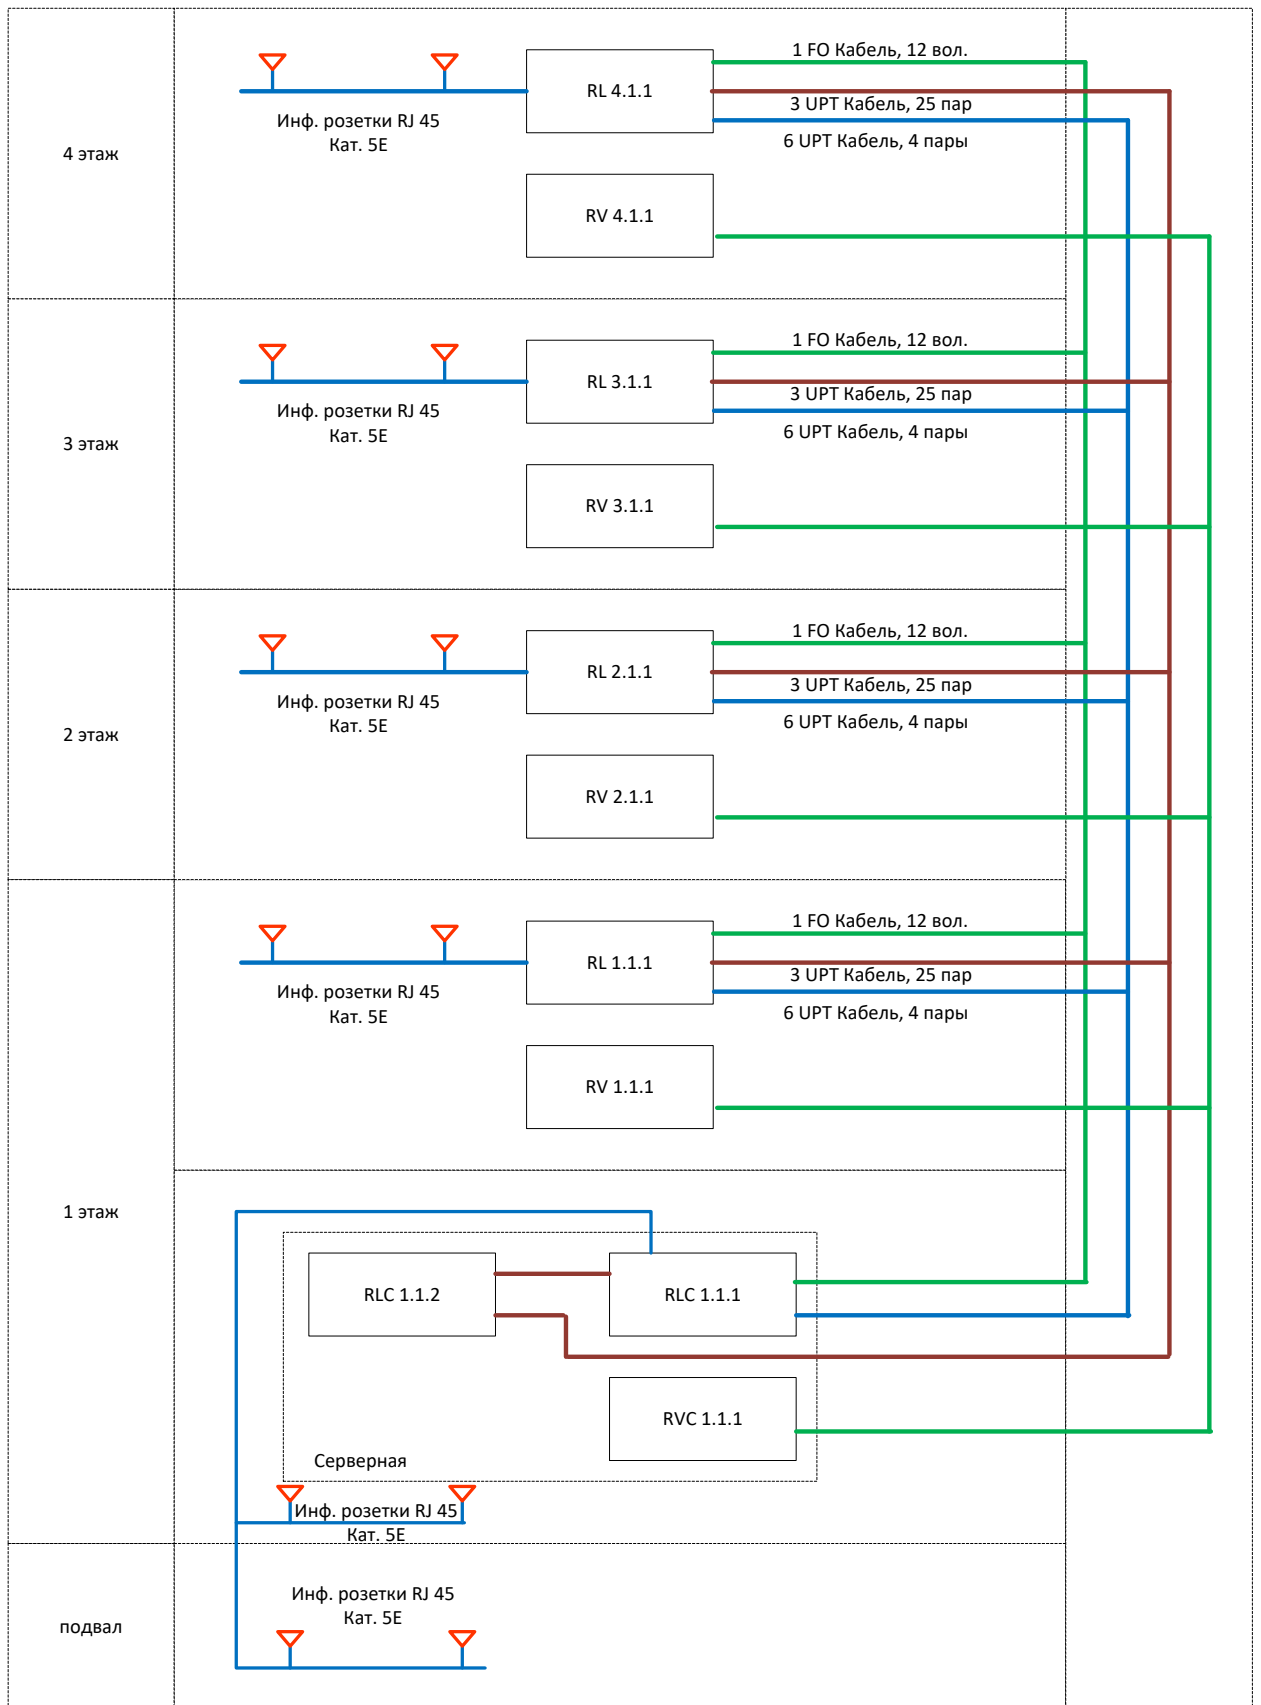 1 FO Кабель, 12 вол.
RL 4.1.1
3 UPT Кабель, 25 пар
Инф. розетки RJ 45
Кат. 5E
6 UPT Кабель, 4 пары
4 этаж
RV 4.1.1
1 FO Кабель, 12 вол.
RL 3.1.1
3 UPT Кабель, 25 пар
Инф. розетки RJ 45
Кат. 5E
6 UPT Кабель, 4 пары
3 этаж
RV 3.1.1
1 FO Кабель, 12 вол.
RL 2.1.1
3 UPT Кабель, 25 пар
Инф. розетки RJ 45
Кат. 5E
6 UPT Кабель, 4 пары
2 этаж
RV 2.1.1
1 FO Кабель, 12 вол.
RL 1.1.1
3 UPT Кабель, 25 пар
Инф. розетки RJ 45
Кат. 5E
6 UPT Кабель, 4 пары
RV 1.1.1
1 этаж
RLC 1.1.2
RLC 1.1.1
RVC 1.1.1
Серверная
Инф. розетки RJ 45
Кат. 5E
Инф. розетки RJ 45
Кат. 5E
подвал